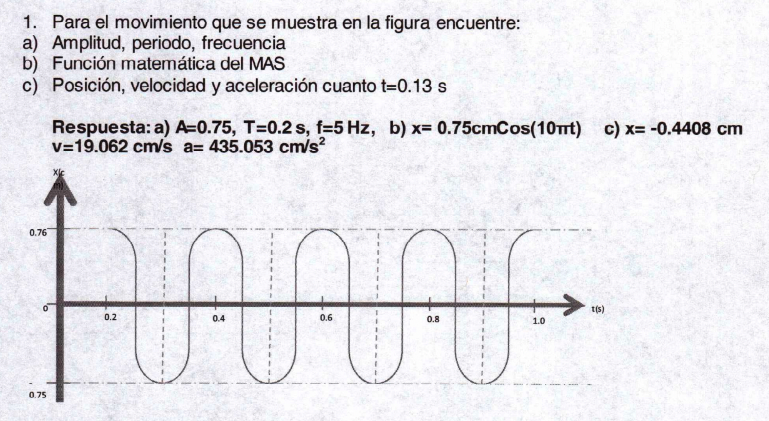 1. Para el movimiento que se muestra en la figura encuentre:
a) Amplitud, periodo, frecuencia
b) Función matemática del MAS
c) Posición, velocidad y aceleración cuanto t=0.13 s
Respuesta: a) A=0.75, T=0.2 s, f=5 Hz, b) x= 0.75cmCos(10πt) c) x= -0.4408 cm
v=19.062 cm/s a= 435.053 cm/s²
X(c
m)
0.76
0
0.2
0.4
0.6
0.8
1.0
t(s)
-
0.75